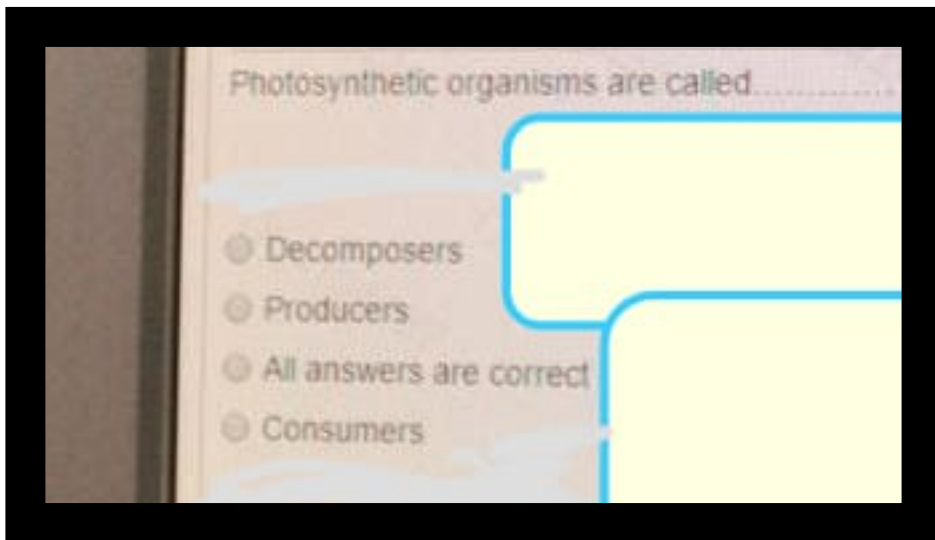 Photosynthetic organisms are called..............
Decomposers
Producers
All answers are correct
Consumers